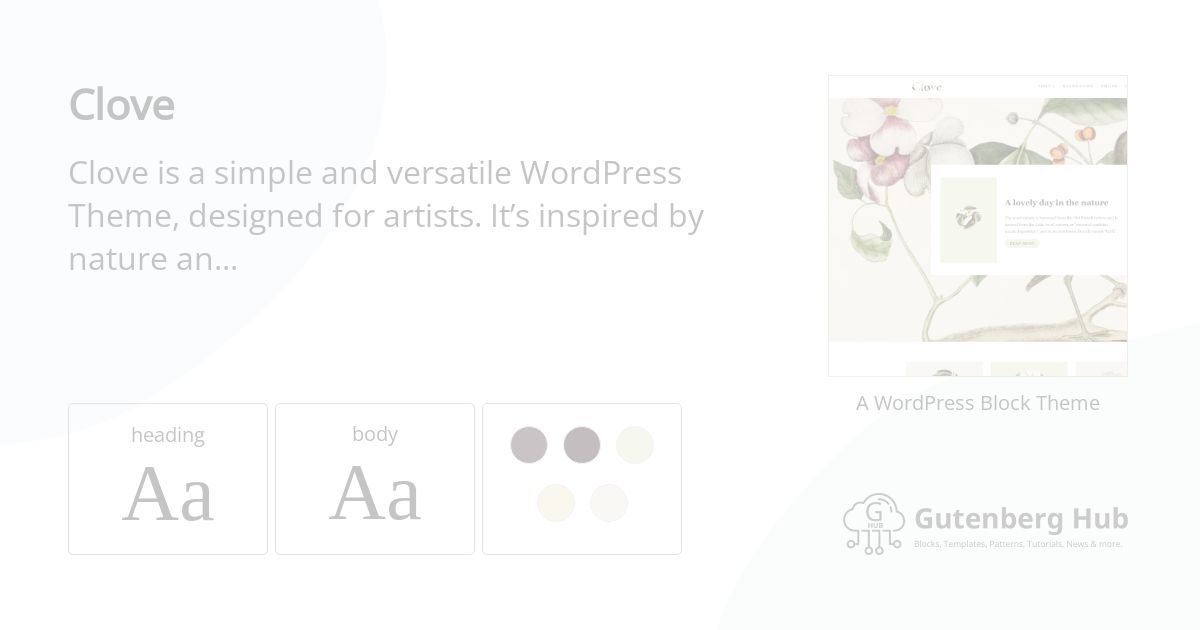 Clove
Clove is a simple and versatile WordPress
Theme, designed for artists. It’s inspired by
nature an...
heading
Aa
body
Aa
Clove
A lovely day in the nature
READ MORE
A WordPress Block Theme
G
HUB
Gutenberg Hub
Blocks, Templates, Patterns, Tutorials, News & more.